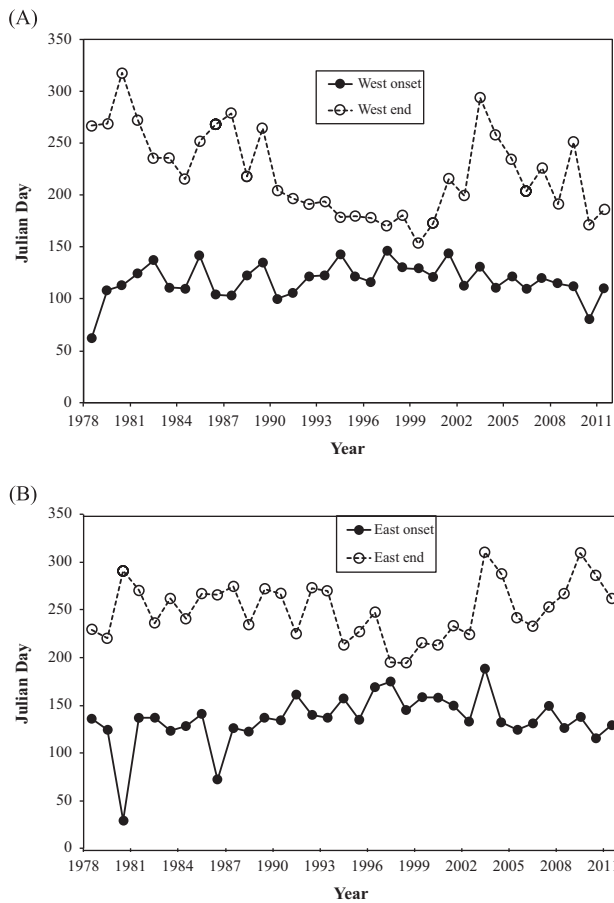 (A)
350
300
250
200
150
100
50
0
Julian Day
West onset
West end
1978 1981 1984 1987 1990 1993 1996 1999 2002 2005 2008 2011
Year
(B)
350
300
250
200
150
100
50
0
Julian Day
East onset
East end
1978 1981 1984 1987 1990 1993 1996 1999 2002 2005 2008 2011
Year